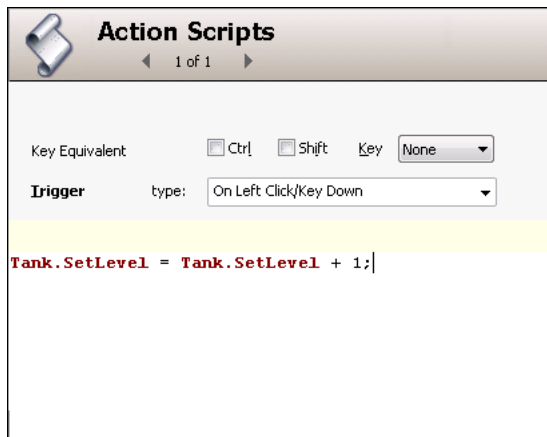 Action Scripts
1 of 1
Key Equivalent Ctrl Shift Key None
Trigger type: On Left Click/Key Down
Tank.SetLevel = Tank.SetLevel + 1;